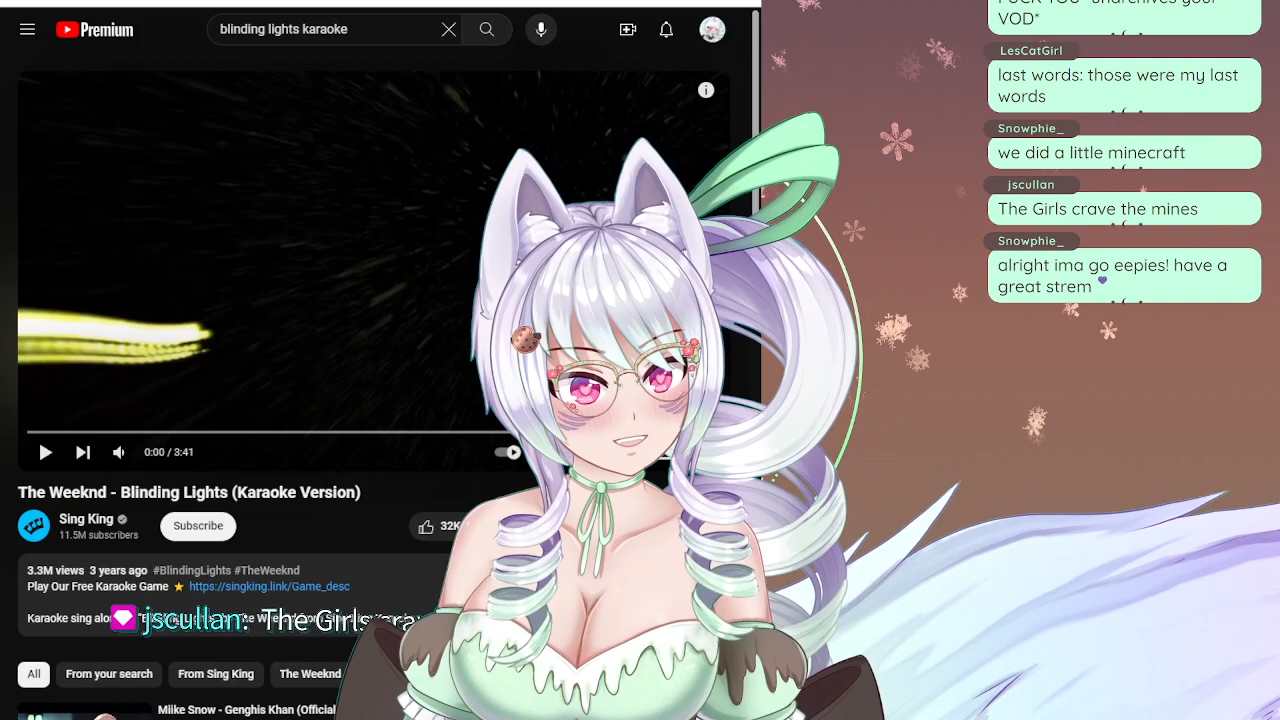 Premium
blinding lights karaoke
0:00 / 3:41
The Weeknd - Blinding Lights (Karaoke Version)
Sing King
11.5M subscribers
Subscribe
32K
3.3M views 3 years ago #BlindingLights #TheWeeknd
Play Our Free Karaoke Game ⭐ https://singking.link/Game_desc
Karaoke sing
jscullan: The Girls
All
From your search
From Sing King
The Weeknd
Miike Snow - Genghis Khan (Official
VOD*
LesCatGirl
last words: those were my last
words
Snowphie_
we did a little minecraft
jscullan
The Girls crave the mines
Snowphie_
alright ima go eepies! have a
great strem 💜